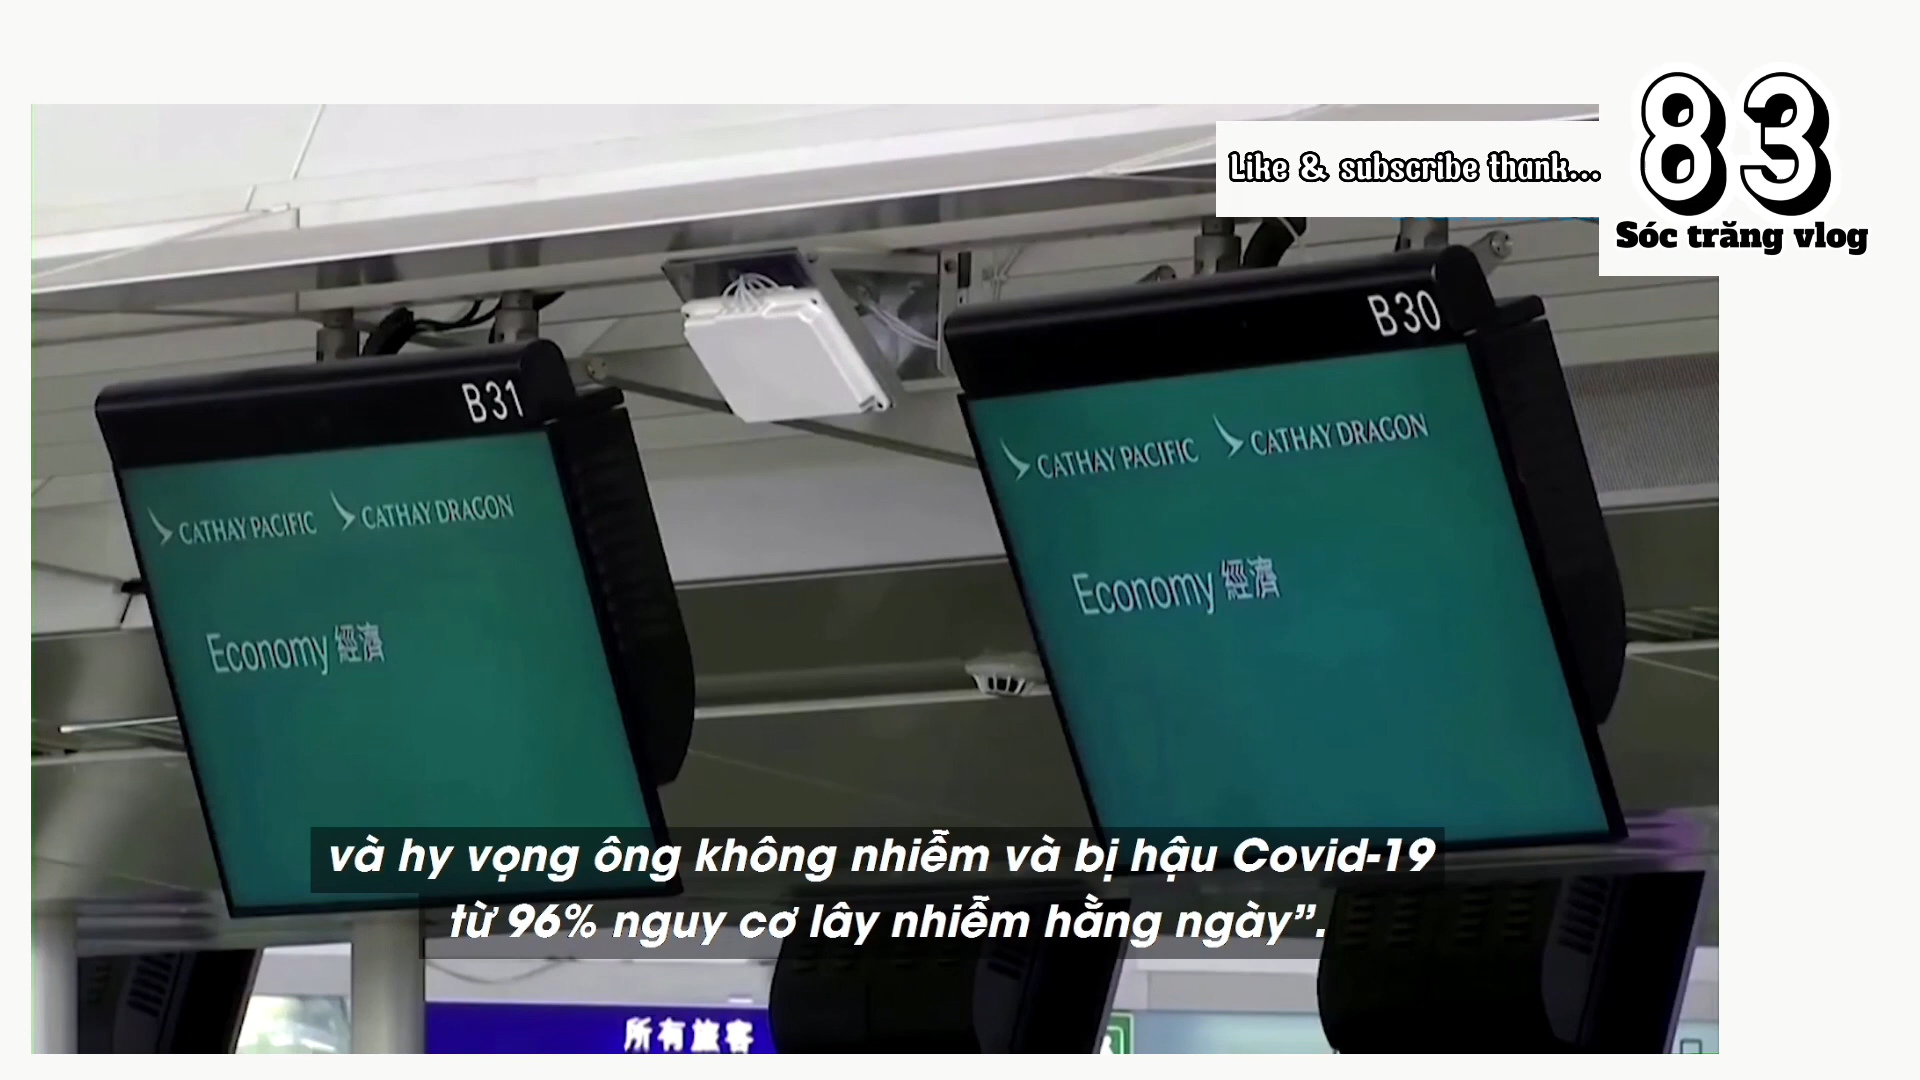 83
Like & subscribe thank...
Sóc trăng vlog
B30
CATHAY PACIFIC CATHAY DRAGON
Economy 經濟
B31
CATHAY PACIFIC CATHAY DRAGON
Economy 經濟
và hy vọng ông không nhiễm và bị hậu Covid-19
từ 96% nguy cơ lây nhiễm hằng ngày”.
所有旅客